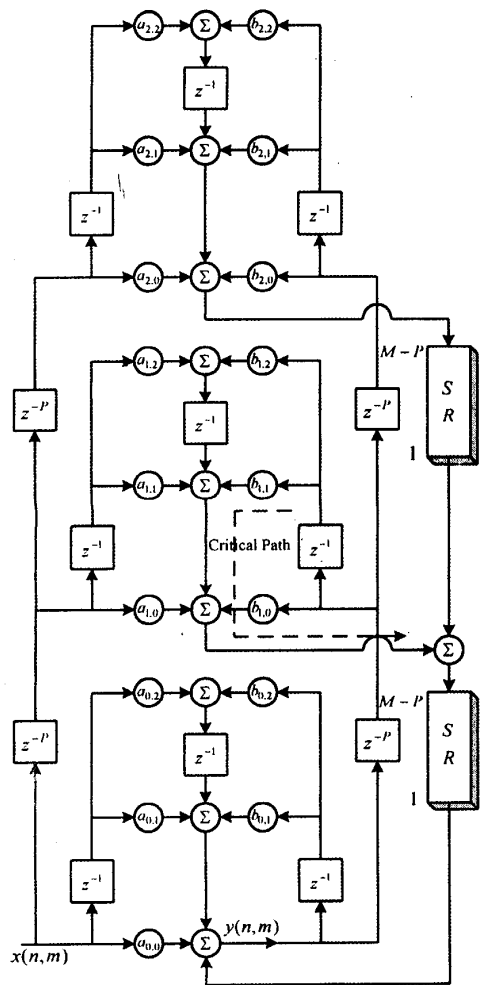 a2,2 Σ b2,2
z⁻¹
a2,1 Σ b2,1
z⁻¹ z⁻¹
a2,0 Σ b2,0
M − P
S
R
1
a1,2 Σ b1,2
z⁻ᴾ z⁻¹ z⁻ᴾ
a1,1 Σ b1,1
Critical Path
z⁻¹ z⁻¹
a1,0 Σ b1,0
Σ
a0,2 Σ b0,2
M − P
S
R
1
z⁻ᴾ z⁻¹ z⁻ᴾ
a0,1 Σ b0,1
z⁻¹ z⁻¹
y(n,m)
a0,0 Σ
x(n,m)